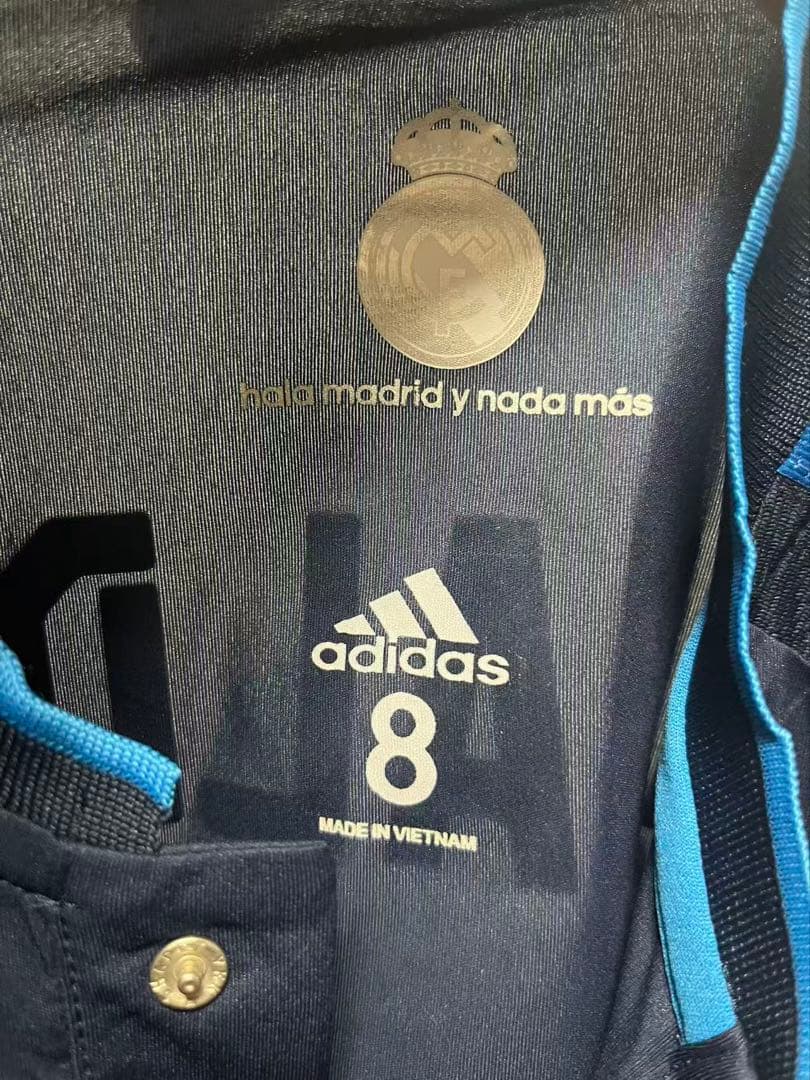 hala madrid y nada más
adidas
8
MADE IN VIETNAM